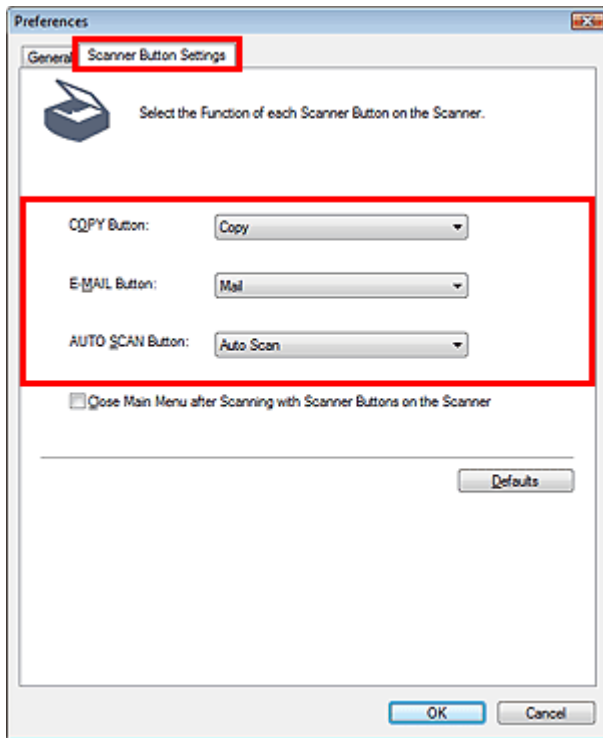 Preferences
General
Scanner Button Settings
Select the Function of each Scanner Button on the Scanner.
COPY Button:
Copy
E-MAIL Button:
Mail
AUTO SCAN Button:
Auto Scan
Close Main Menu after Scanning with Scanner Buttons on the Scanner
Defaults
OK
Cancel